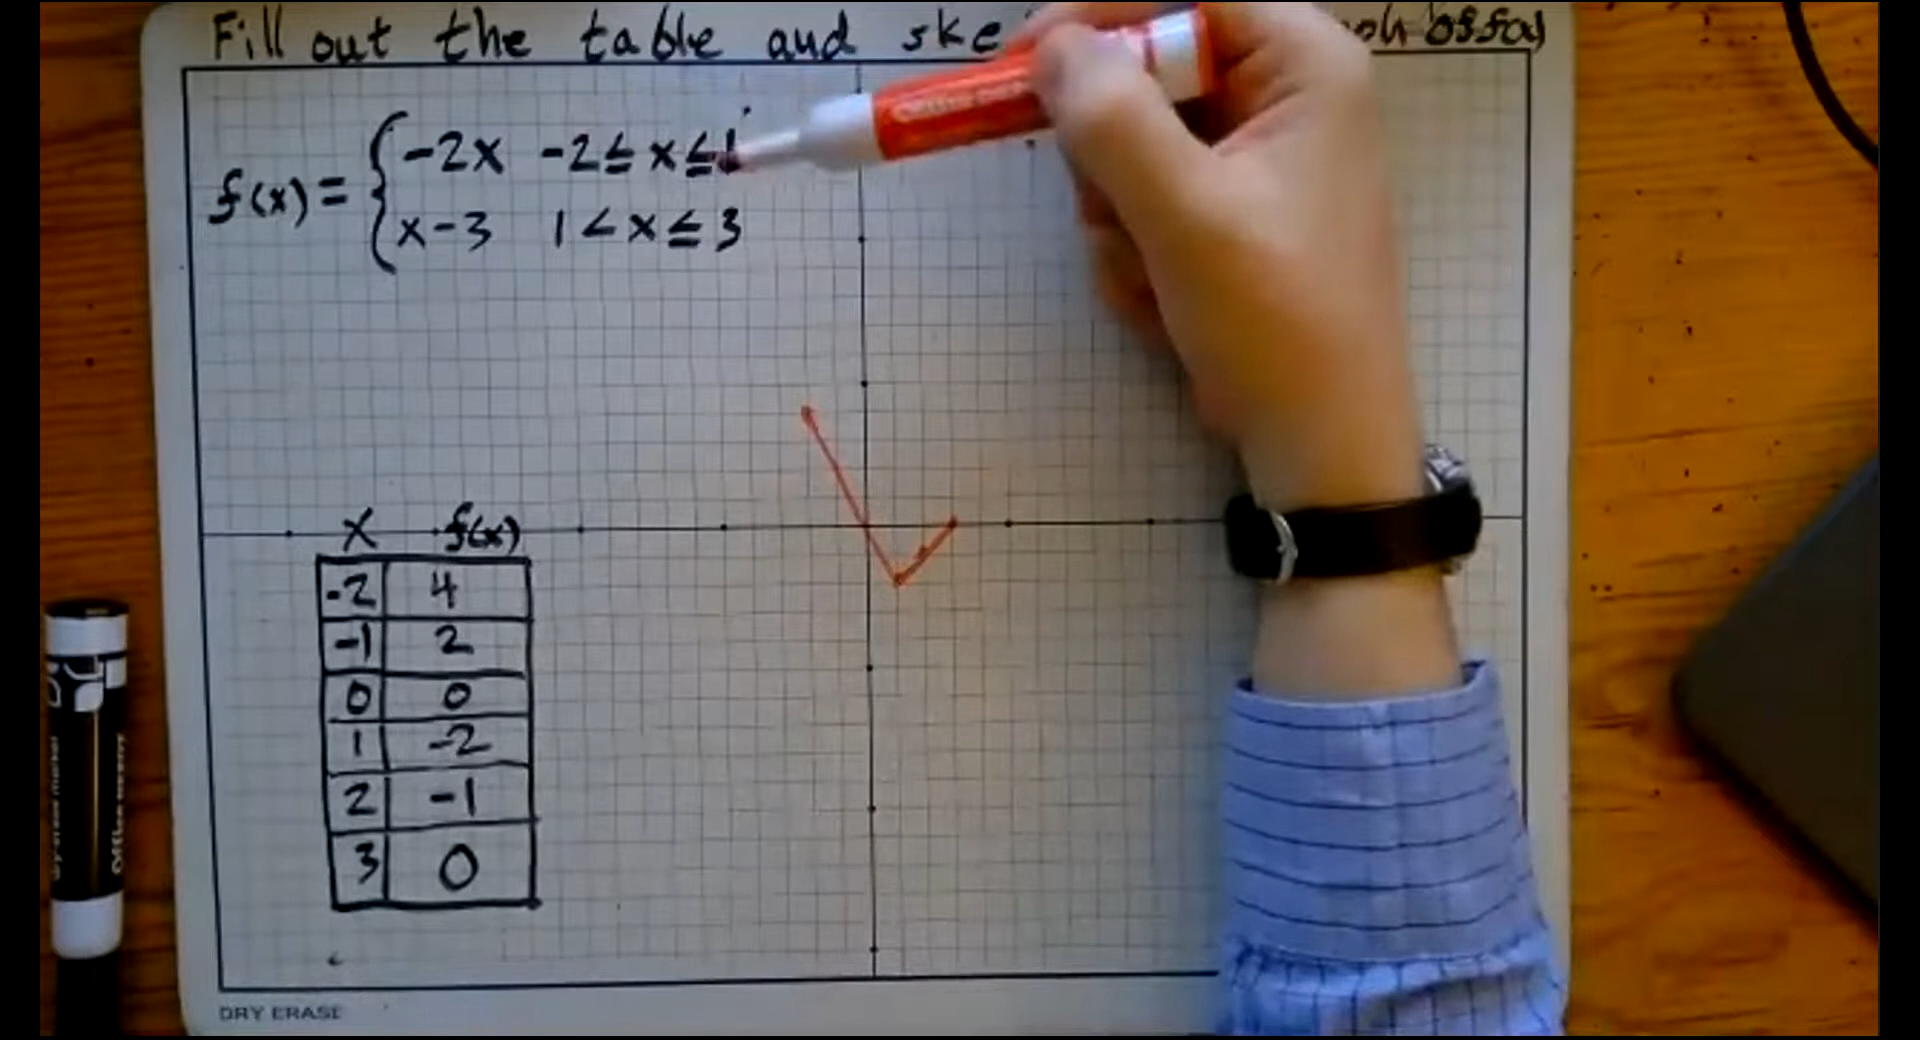 Fill out the table and ske
f(x) = { -2x -2 ≤ x ≤ 1
x-3 1 < x ≤ 3
x f(x)
-2 4
-1 2
0 0
1 -2
2 -1
3 0
DRY ERASE